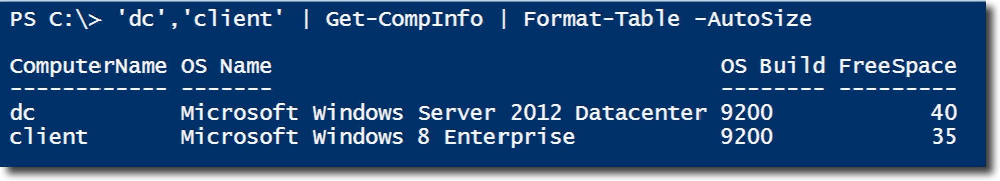 PS C:\> 'dc','client' | Get-CompInfo | Format-Table -AutoSize
ComputerName OS Name                                  OS Build FreeSpace
------------ -------                                  -------- ---------
dc           Microsoft Windows Server 2012 Datacenter 9200            40
client       Microsoft Windows 8 Enterprise           9200            35